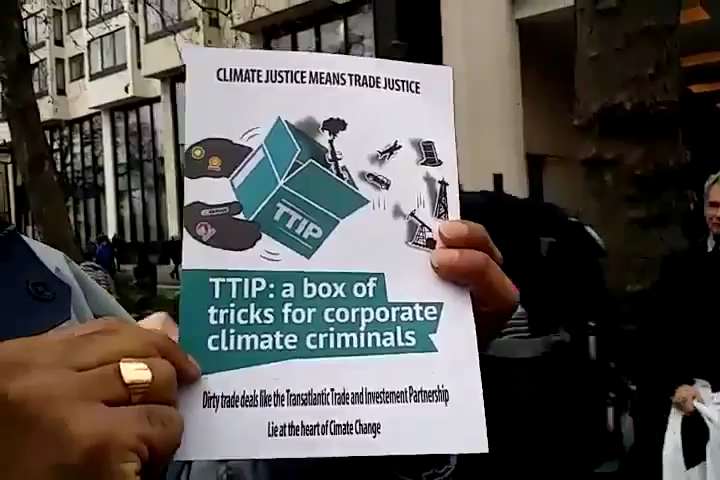 CLIMATE JUSTICE MEANS TRADE JUSTICE
TTIP
TTIP: a box of
tricks for corporate
climate criminals
Dirty trade deals like the Transatlantic Trade and Investement Partnership
Lie at the heart of Cimate Change